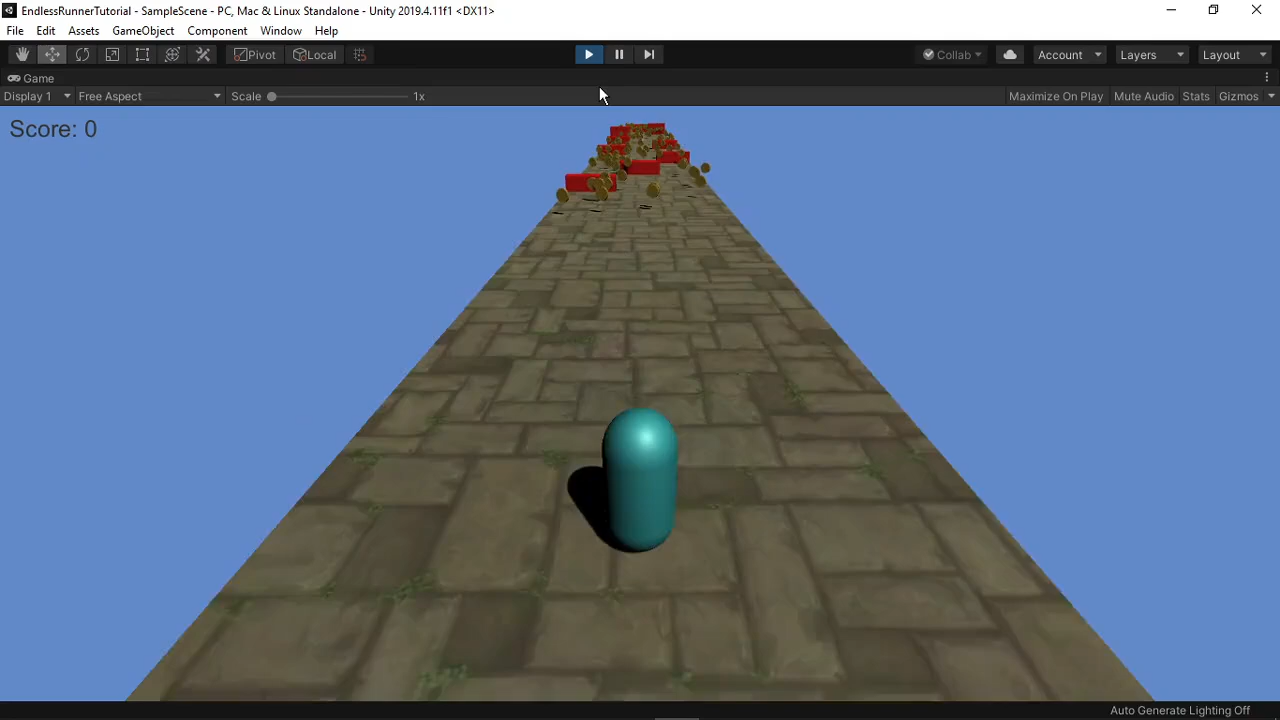 EndlessRunnerTutorial - SampleScene - PC, Mac & Linux Standalone - Unity 2019.4.11f1 <DX11>
File Edit Assets GameObject Component Window Help
Pivot Local Collab Account Layers Layout
Game
Display 1 Free Aspect Scale 1x Maximize On Play Mute Audio Stats Gizmos
Score: 0
Auto Generate Lighting Off